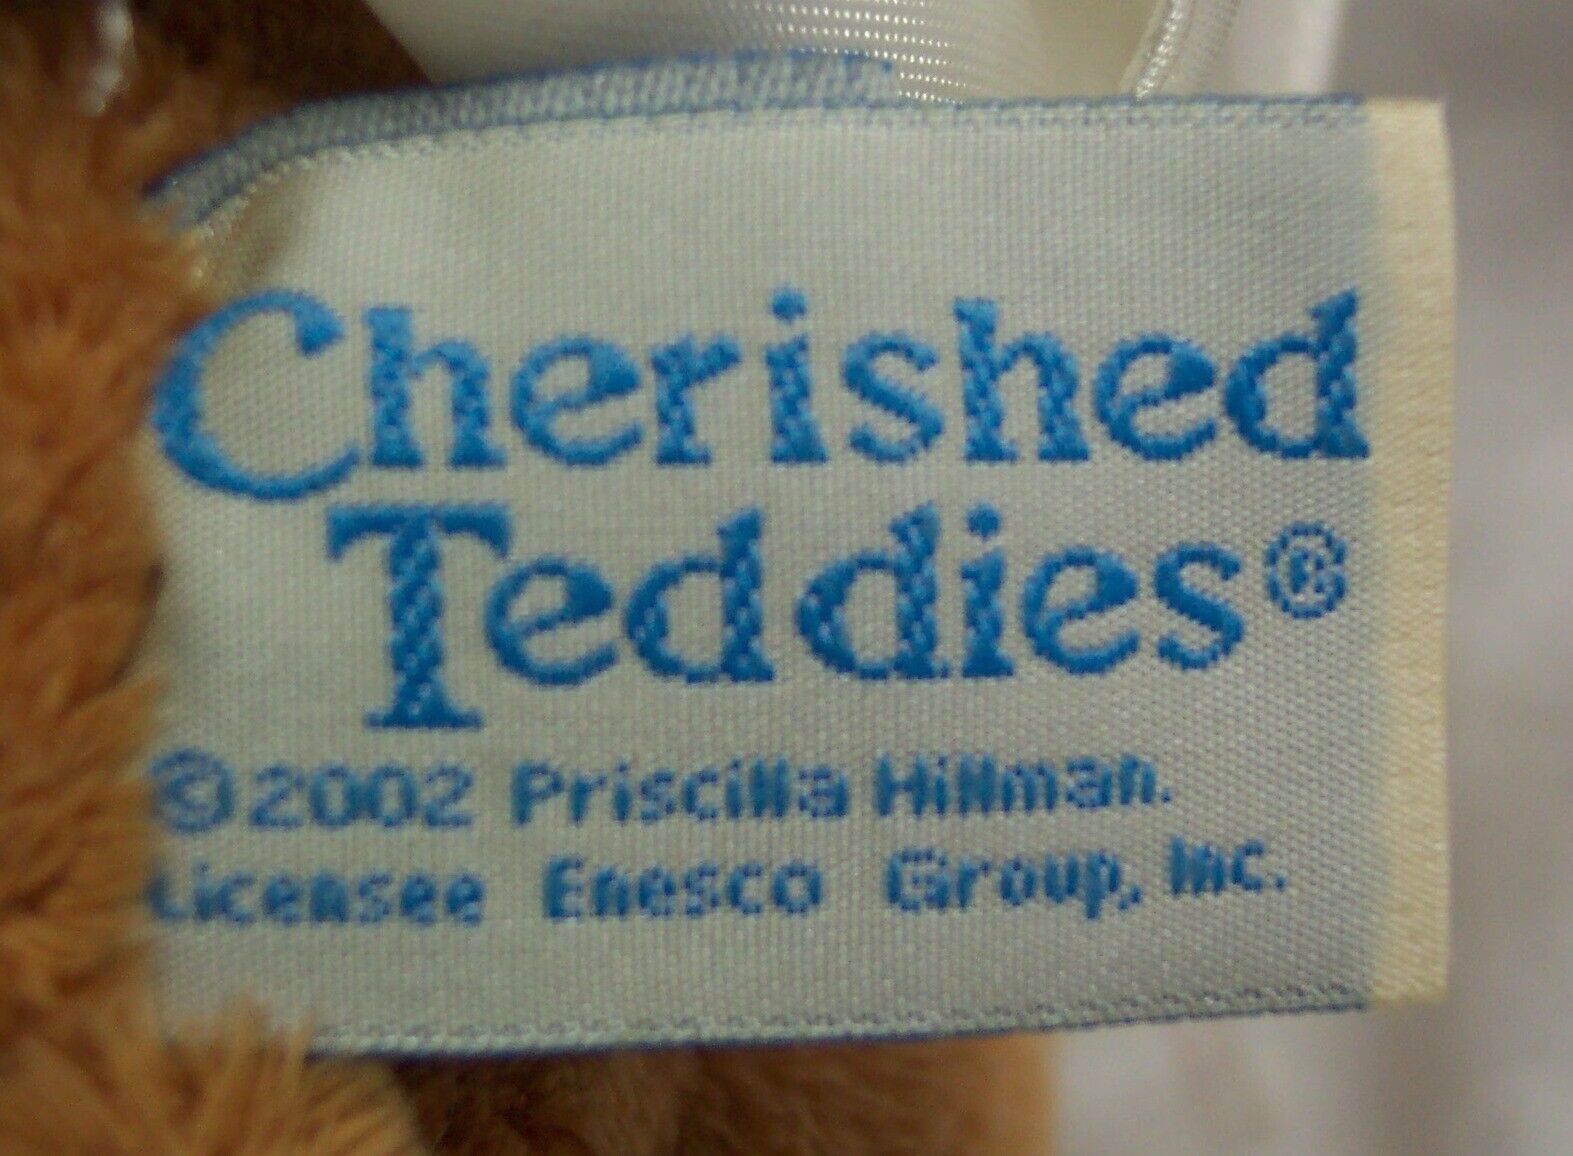 Cherished
Teddies®
©2002 Priscilla Hillman.
Licensee Enesco Group, Inc.